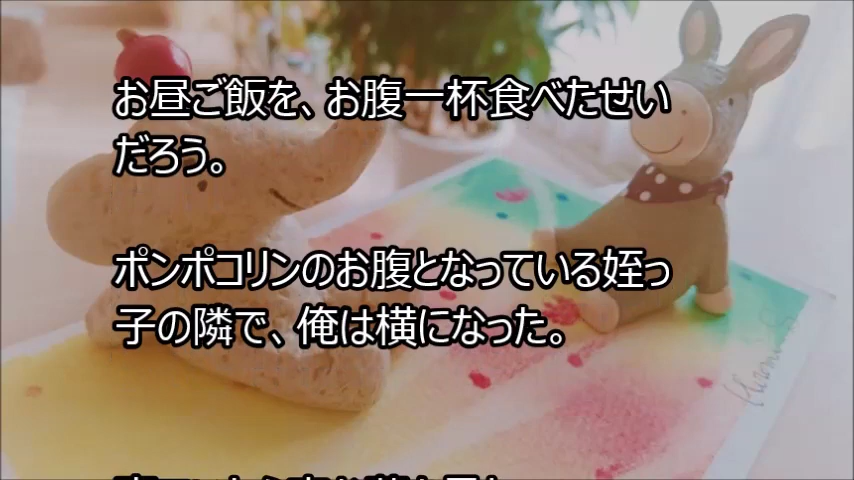 お昼ご飯を、お腹一杯食べたせい
だろう。
ポンポコリンのお腹となっている姪っ
子の隣で、俺は横になった。